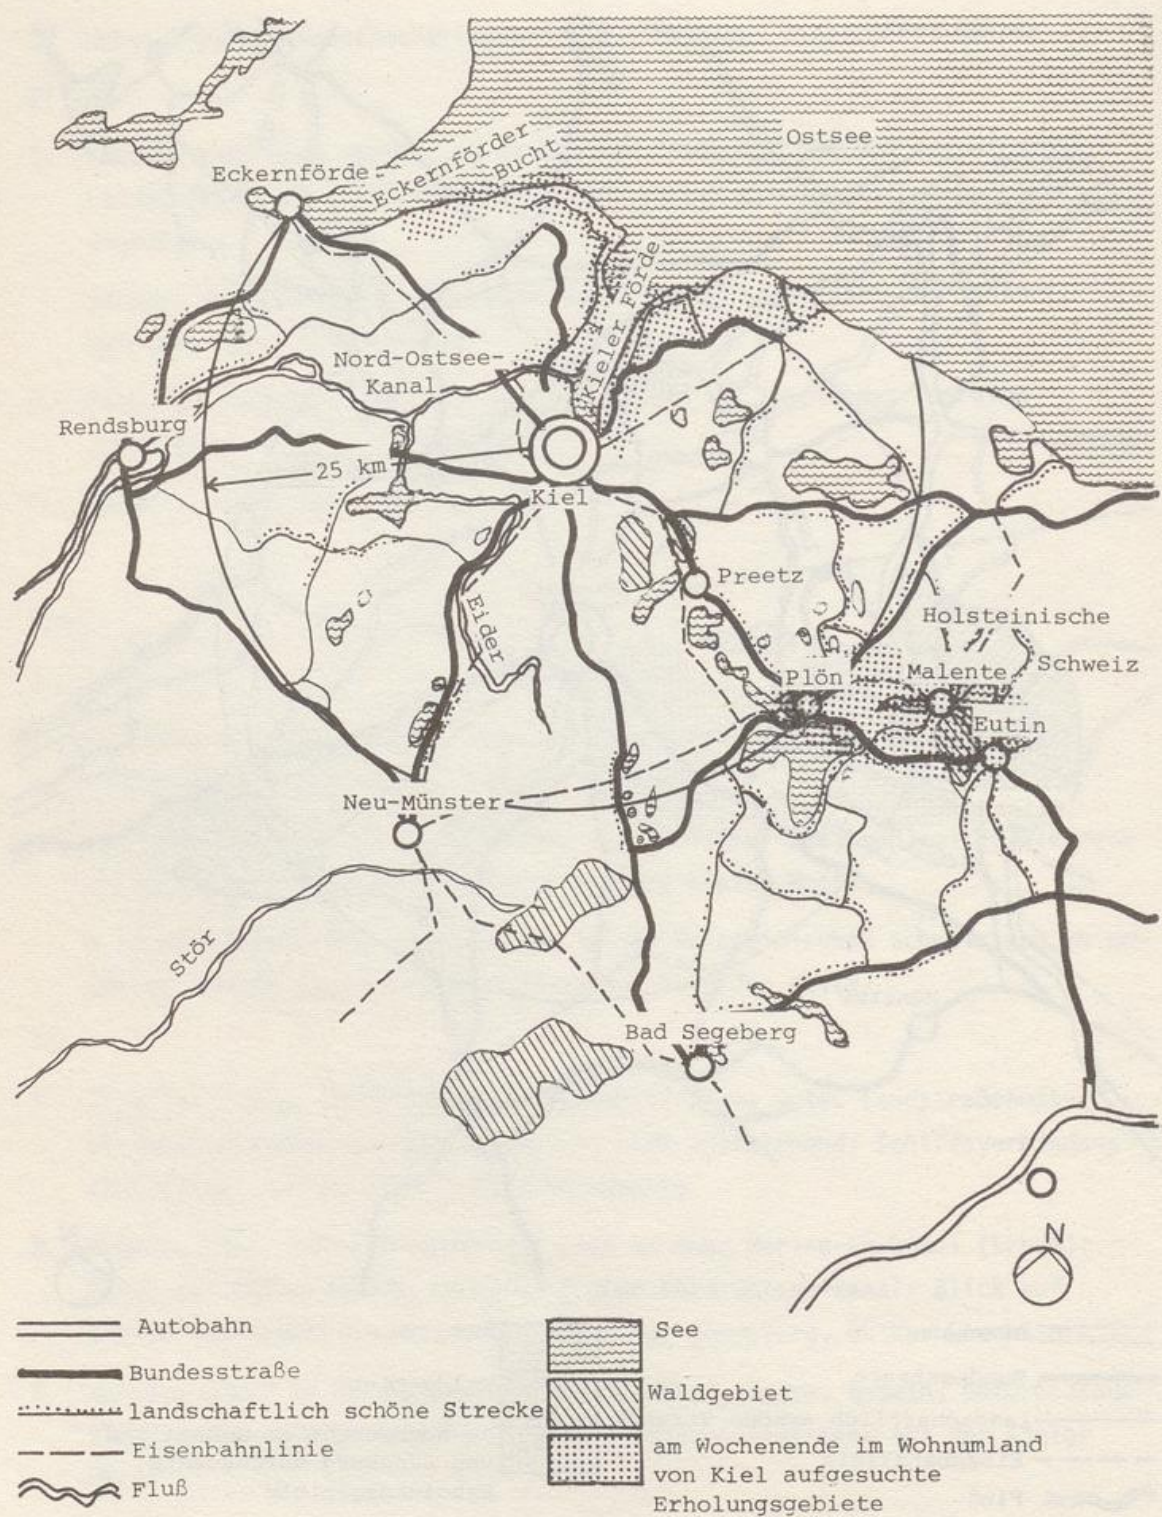 Ostsee
Eckernförder
Bucht
Eckernförde
Kieler Förde
Nord-Ostsee-
Kanal
Rendsburg
25 km
Kiel
Preetz
Eider
Holsteinische
Schweiz
Plön
Malente
Eutin
Neu-Münster
Stör
Bad Segeberg
N
Autobahn
Bundesstraße
landschaftlich schöne Strecke
Eisenbahnlinie
Fluß
See
Waldgebiet
am Wochenende im Wohnumland
von Kiel aufgesuchte
Erholungsgebiete